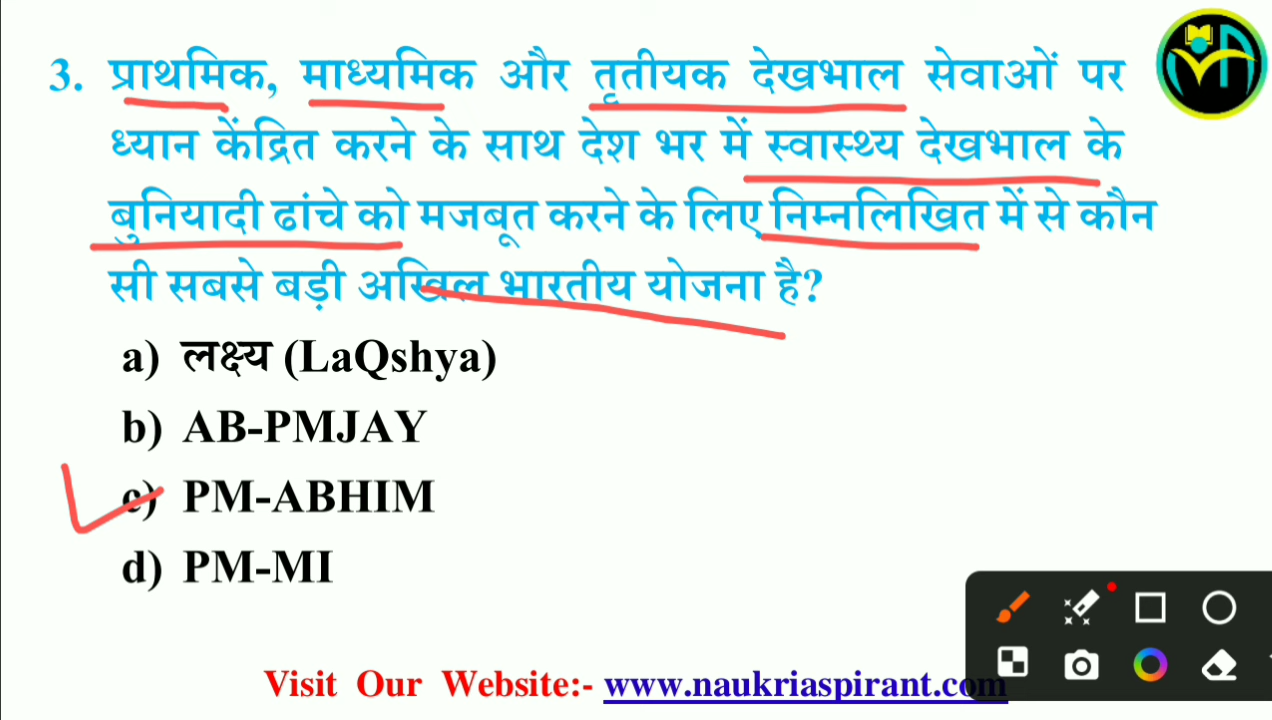 3. प्राथमिक, माध्यमिक और तृतीयक देखभाल सेवाओं पर
ध्यान केंद्रित करने के साथ देश भर में स्वास्थ्य देखभाल के
बुनियादी ढांचे को मजबूत करने के लिए निम्नलिखित में से कौन
सी सबसे बड़ी अखिल भारतीय योजना है?
a) लक्ष्य (LaQshya)
b) AB-PMJAY
c) PM-ABHIM
d) PM-MI
Visit Our Website:- www.naukriaspirant.com